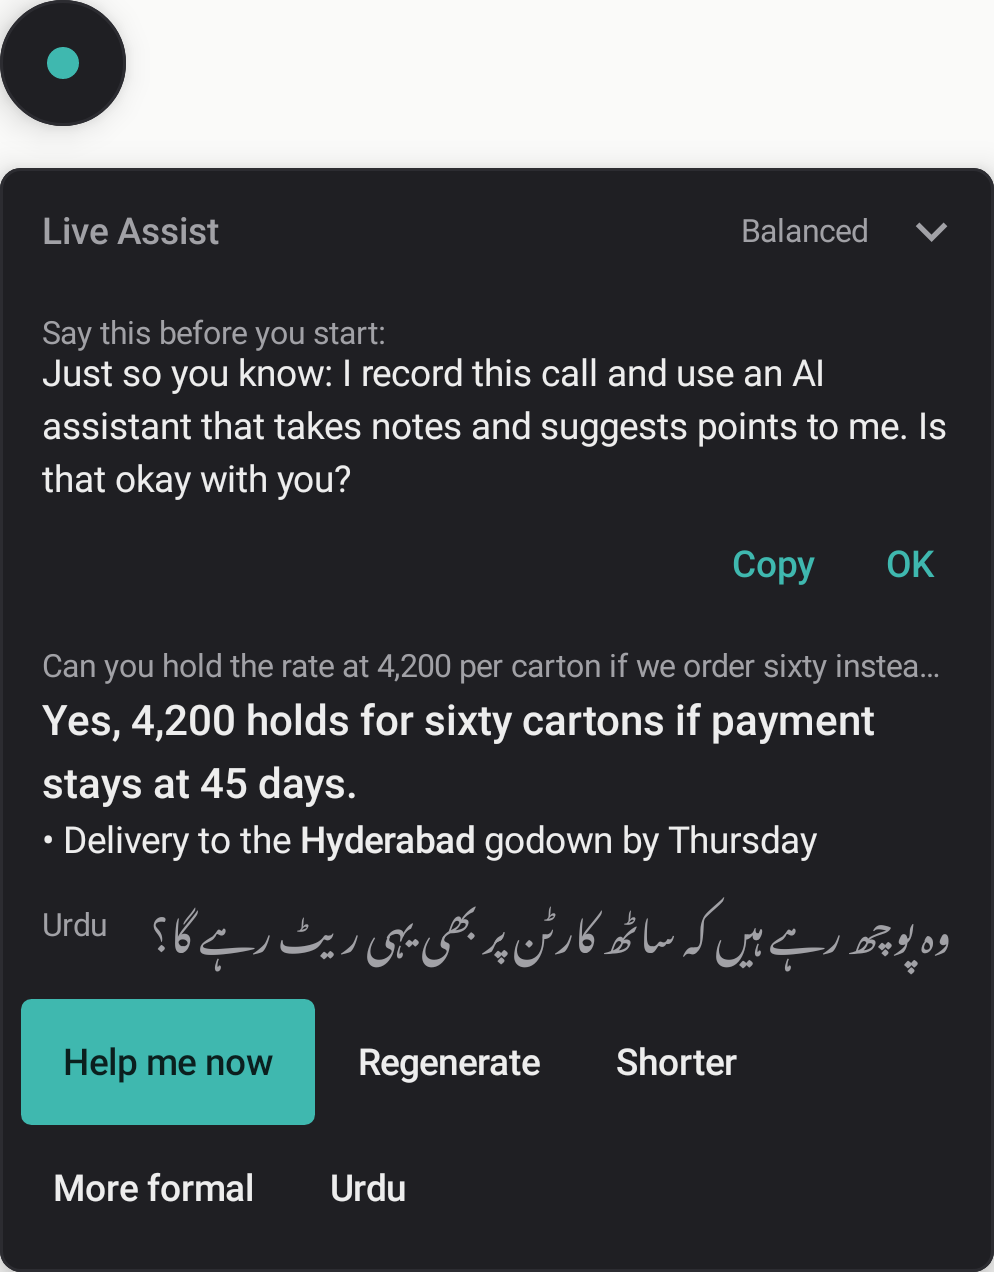 Live Assist
Balanced
Say this before you start:
Just so you know: I record this call and use an AI
assistant that takes notes and suggests points to me. Is
that okay with you?
Copy
OK
Can you hold the rate at 4,200 per carton if we order sixty instea...
Yes, 4,200 holds for sixty cartons if payment
stays at 45 days.
• Delivery to the Hyderabad godown by Thursday
Urdu
وہ پوچھ رہے ہیں کہ ساٹھ کارٹن پر بھی یہی ریٹ رہے گا؟
Help me now
Regenerate
Shorter
More formal
Urdu